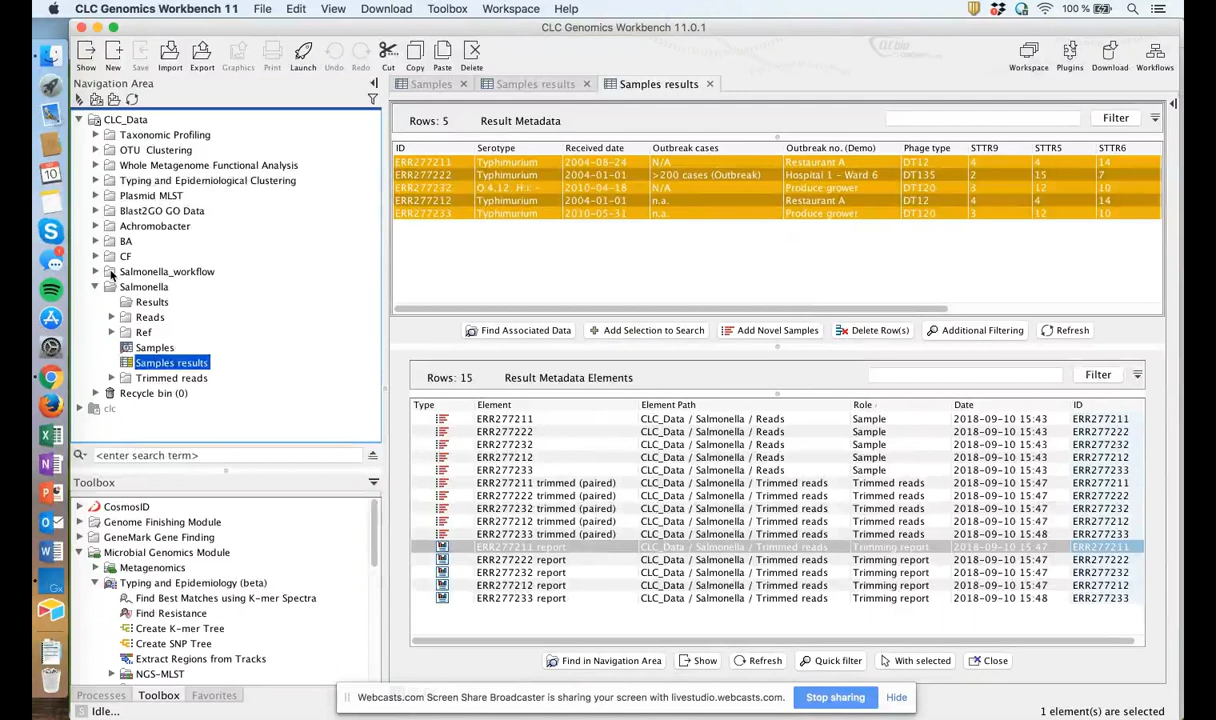 CLC Genomics Workbench 11 File Edit View Download Toolbox Workspace Help 100 %
CLC Genomics Workbench 11.0.1
Show New Save Import Export Graphics Print Launch Undo Redo Cut Copy Paste Delete Workspace Plugins Download Workflows
Navigation Area
Samples Samples results Samples results
CLC_Data
Taxonomic Profiling
OTU Clustering
Whole Metagenome Functional Analysis
Typing and Epidemiological Clustering
Plasmid MLST
Blast2GO GO Data
Achromobacter
BA
CF
Salmonella_workflow
Salmonella
Results
Reads
Ref
Samples
Samples results
Trimmed reads
Recycle bin (0)
clc
<enter search term>
Toolbox
CosmosID
Genome Finishing Module
GeneMark Gene Finding
Microbial Genomics Module
Metagenomics
Typing and Epidemiology (beta)
Find Best Matches using K-mer Spectra
Find Resistance
Create K-mer Tree
Create SNP Tree
Extract Regions from Tracks
NGS-MLST
Processes Toolbox Favorites
Idle...
Rows: 5 Result Metadata Filter
ID Serotype Received date Outbreak cases Outbreak no. (Demo) Phage type STTR9 STTR5 STTR6
ERR277211 Typhimurium 2004-08-24 N/A Restaurant A DT12 4 4 14
ERR277222 Typhimurium 2004-01-01 >200 cases (Outbreak) Hospital 1 - Ward 6 DT135 2 15 7
ERR277232 O.4,12: H:i: - 2010-04-18 N/A Produce grower DT120 3 12 10
ERR277212 Typhimurium 2004-01-01 n.a. Restaurant A DT12 4 4 14
ERR277233 Typhimurium 2010-05-31 n.a. Produce grower DT120 3 12 10
Find Associated Data Add Selection to Search Add Novel Samples Delete Row(s) Additional Filtering Refresh
Rows: 15 Result Metadata Elements Filter
Type Element Element Path Role Date ID
ERR277211 CLC_Data / Salmonella / Reads Sample 2018-09-10 15:43 ERR277211
ERR277222 CLC_Data / Salmonella / Reads Sample 2018-09-10 15:43 ERR277222
ERR277232 CLC_Data / Salmonella / Reads Sample 2018-09-10 15:43 ERR277232
ERR277212 CLC_Data / Salmonella / Reads Sample 2018-09-10 15:43 ERR277212
ERR277233 CLC_Data / Salmonella / Reads Sample 2018-09-10 15:43 ERR277233
ERR277211 trimmed (paired) CLC_Data / Salmonella / Trimmed reads Trimmed reads 2018-09-10 15:47 ERR277211
ERR277222 trimmed (paired) CLC_Data / Salmonella / Trimmed reads Trimmed reads 2018-09-10 15:47 ERR277222
ERR277232 trimmed (paired) CLC_Data / Salmonella / Trimmed reads Trimmed reads 2018-09-10 15:47 ERR277232
ERR277212 trimmed (paired) CLC_Data / Salmonella / Trimmed reads Trimmed reads 2018-09-10 15:47 ERR277212
ERR277233 trimmed (paired) CLC_Data / Salmonella / Trimmed reads Trimmed reads 2018-09-10 15:48 ERR277233
ERR277211 report CLC_Data / Salmonella / Trimmed reads Trimming report 2018-09-10 15:47 ERR277211
ERR277222 report CLC_Data / Salmonella / Trimmed reads Trimming report 2018-09-10 15:47 ERR277222
ERR277232 report CLC_Data / Salmonella / Trimmed reads Trimming report 2018-09-10 15:47 ERR277232
ERR277212 report CLC_Data / Salmonella / Trimmed reads Trimming report 2018-09-10 15:47 ERR277212
ERR277233 report CLC_Data / Salmonella / Trimmed reads Trimming report 2018-09-10 15:48 ERR277233
Find in Navigation Area Show Refresh Quick filter With selected Close
Webcasts.com Screen Share Broadcaster is sharing your screen with livestudio.webcasts.com. Stop sharing Hide
1 element(s) are selected